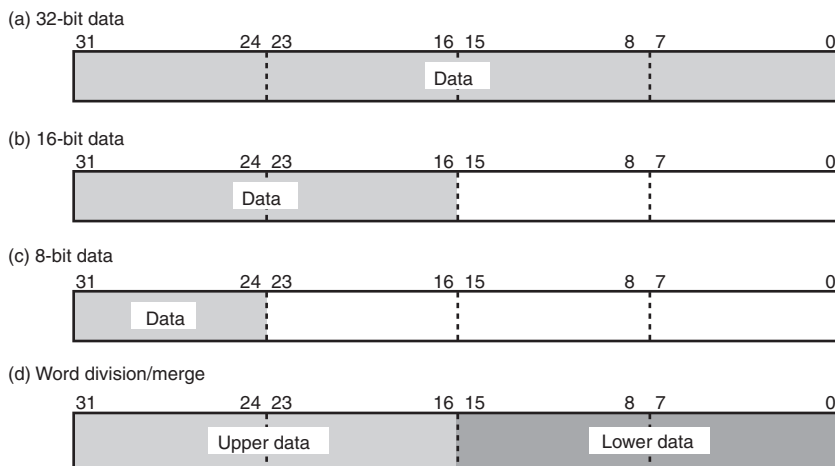 (a) 32-bit data
31 24 23 16 15 8 7 0
Data
(b) 16-bit data
31 24 23 16 15 8 7 0
Data
(c) 8-bit data
31 24 23 16 15 8 7 0
Data
(d) Word division/merge
31 24 23 16 15 8 7 0
Upper data Lower data